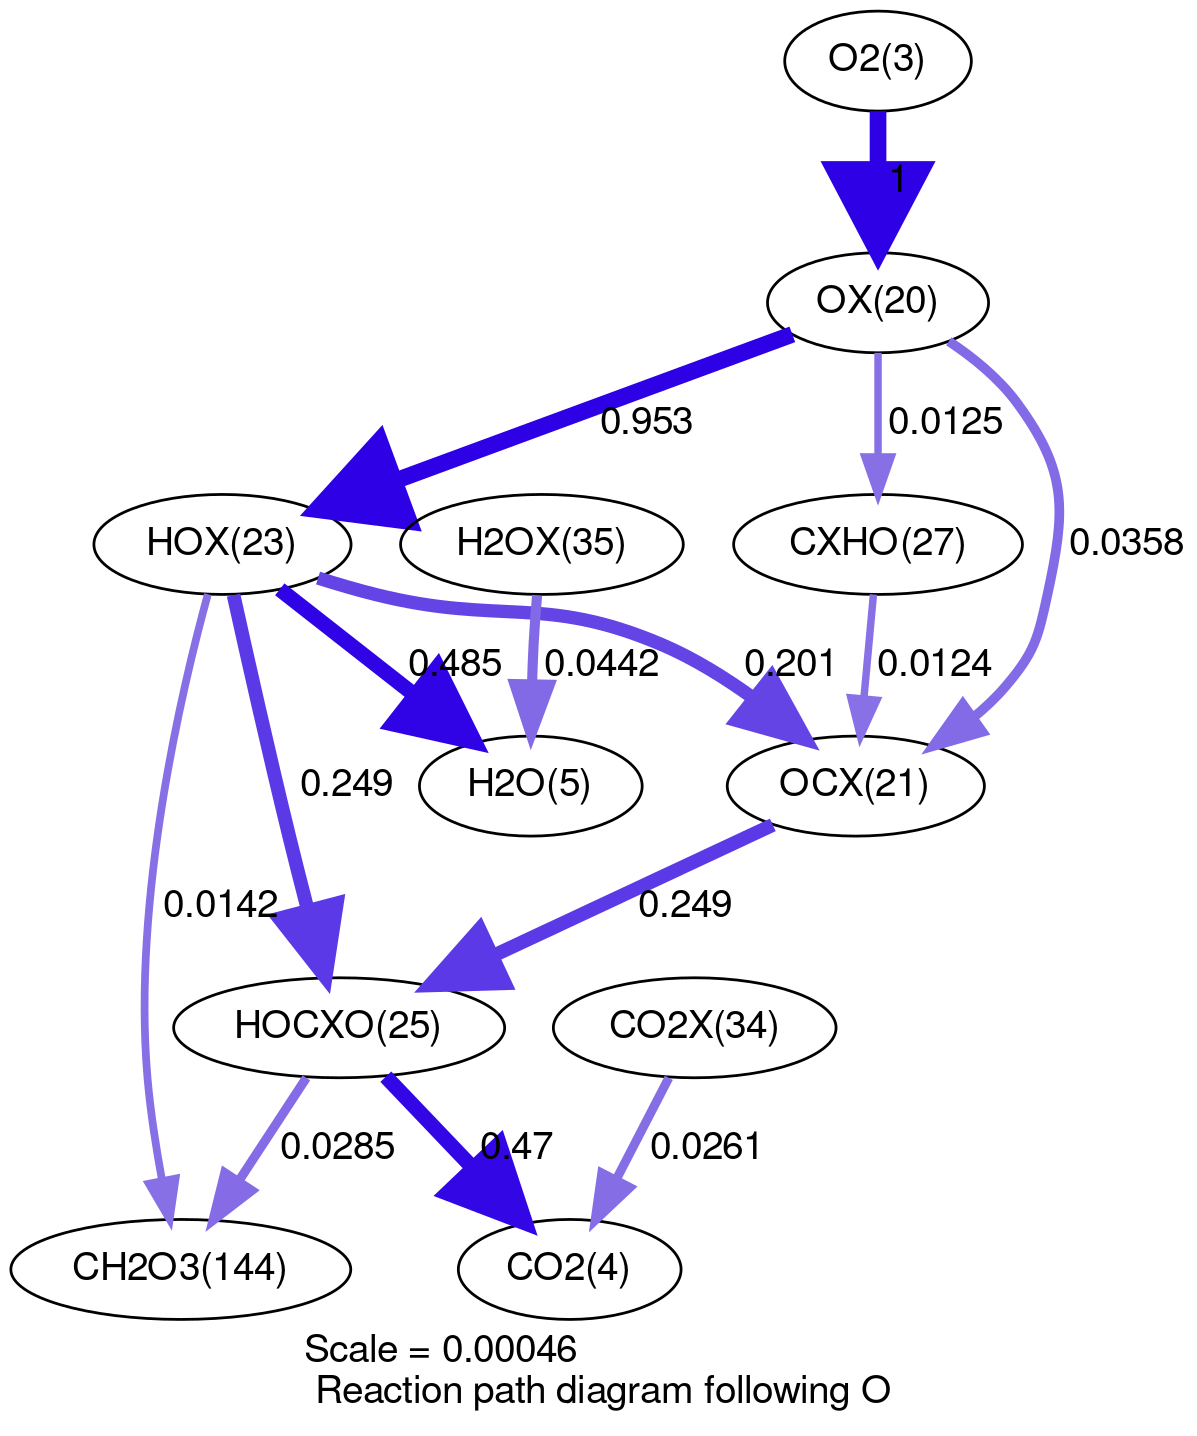 O2(3)
1
OX(20)
0.953
0.0125
HOX(23)
H2OX(35)
CXHO(27)
0.0358
0.485
0.0442
0.201
0.0124
0.249
H2O(5)
OCX(21)
0.0142
0.249
HOCXO(25)
CO2X(34)
0.0285
0.47
0.0261
CH2O3(144)
CO2(4)
Scale = 0.00046
Reaction path diagram following O